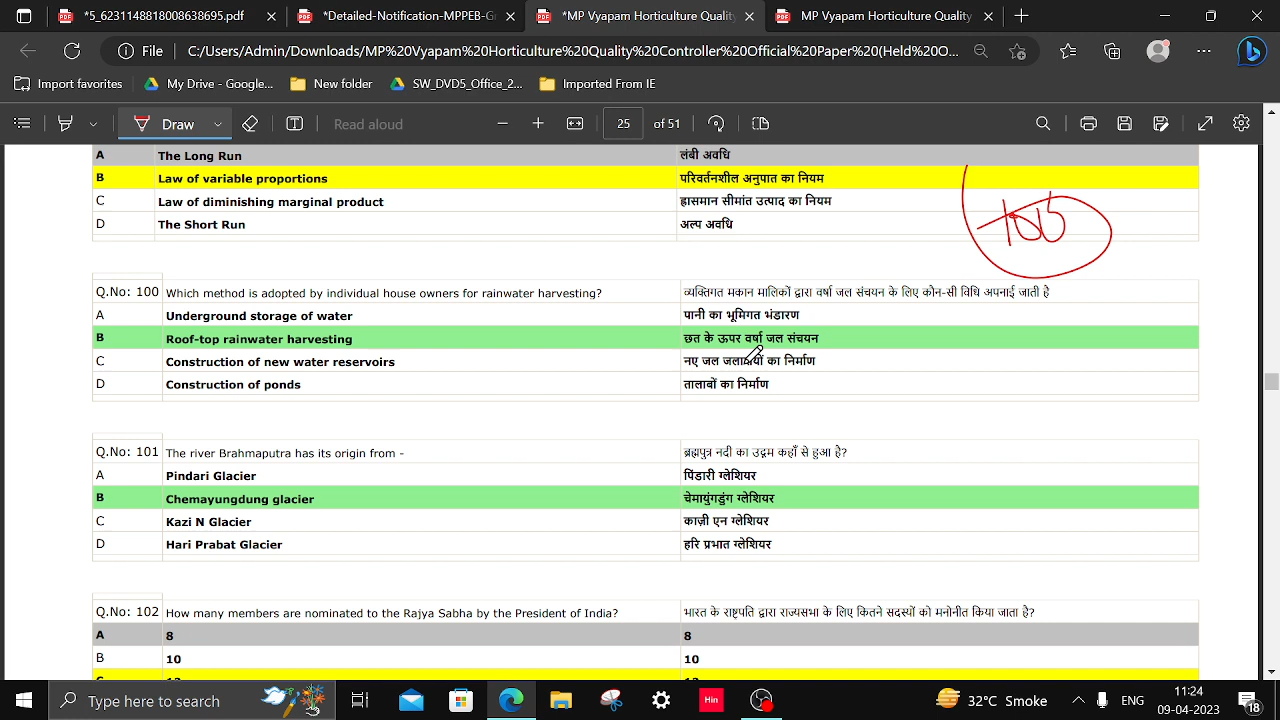 *5_6231148818008638695.pdf
*Detailed-Notification-MPPEB-G
*MP Vyapam Horticulture Quality
MP Vyapam Horticulture Quality
File C:/Users/Admin/Downloads/MP%20Vyapam%20Horticulture%20Quality%20Controller%20Official%20Paper%20(Held%20O...
Import favorites My Drive - Google... New folder SW_DVD5_Office_2... Imported From IE
Draw Read aloud 25 of 51
A The Long Run लंबी अवधि
B Law of variable proportions परिवर्तनशील अनुपात का नियम
C Law of diminishing marginal product ह्रासमान सीमांत उत्पाद का नियम
D The Short Run अल्प अवधि
Q.No: 100 Which method is adopted by individual house owners for rainwater harvesting? व्यक्तिगत मकान मालिकों द्वारा वर्षा जल संचयन के लिए कौन-सी विधि अपनाई जाती है
A Underground storage of water पानी का भूमिगत भंडारण
B Roof-top rainwater harvesting छत के ऊपर वर्षा जल संचयन
C Construction of new water reservoirs नए जल जलाशयों का निर्माण
D Construction of ponds तालाबों का निर्माण
Q.No: 101 The river Brahmaputra has its origin from - ब्रह्मपुत्र नदी का उद्गम कहाँ से हुआ है?
A Pindari Glacier पिंडारी ग्लेशियर
B Chemayungdung glacier चेमायुंगडुंग ग्लेशियर
C Kazi N Glacier काज़ी एन ग्लेशियर
D Hari Prabat Glacier हरि प्रभात ग्लेशियर
Q.No: 102 How many members are nominated to the Rajya Sabha by the President of India? भारत के राष्ट्रपति द्वारा राज्यसभा के लिए कितने सदस्यों को मनोनीत किया जाता है?
A 8 8
B 10 10
Type here to search Hin 32°C Smoke ENG 11:24
09-04-2023 18